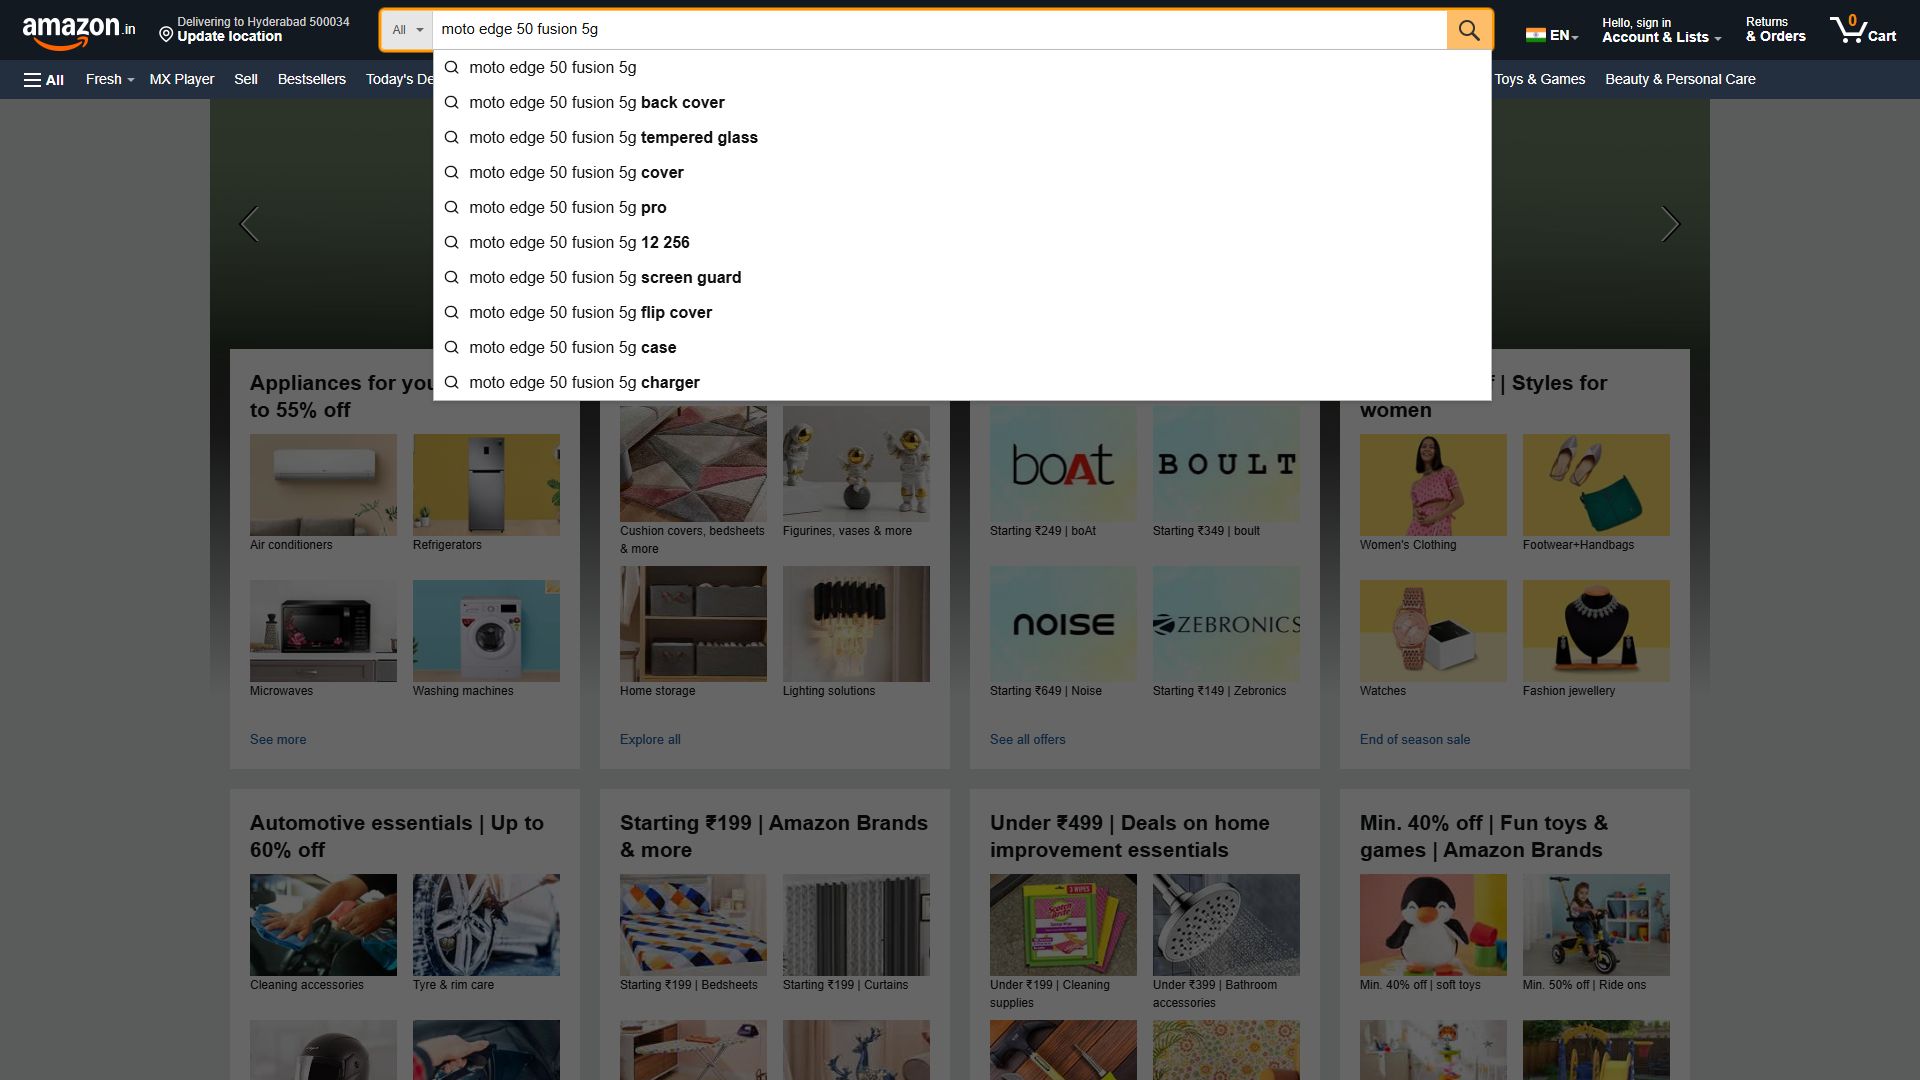 amazon.in
Delivering to Hyderabad 500034
Update location
All
moto edge 50 fusion 5g
EN
Hello, sign in
Account & Lists
Returns
& Orders
0
Cart
All
Fresh
MX Player
Sell
Bestsellers
Today's De
Toys & Games
Beauty & Personal Care
moto edge 50 fusion 5g
moto edge 50 fusion 5g back cover
moto edge 50 fusion 5g tempered glass
moto edge 50 fusion 5g cover
moto edge 50 fusion 5g pro
moto edge 50 fusion 5g 12 256
moto edge 50 fusion 5g screen guard
moto edge 50 fusion 5g flip cover
moto edge 50 fusion 5g case
moto edge 50 fusion 5g charger
Appliances for you
to 55% off
Air conditioners
Refrigerators
Microwaves
Washing machines
See more
Cushion covers, bedsheets
& more
Figurines, vases & more
Home storage
Lighting solutions
Explore all
boAt
BOULT
Starting ₹249 | boAt
Starting ₹349 | boult
noise
ZEBRONICS
Starting ₹649 | Noise
Starting ₹149 | Zebronics
See all offers
| Styles for
women
Women's Clothing
Footwear+Handbags
Watches
Fashion jewellery
End of season sale
Automotive essentials | Up to
60% off
Cleaning accessories
Tyre & rim care
Starting ₹199 | Amazon Brands
& more
Starting ₹199 | Bedsheets
Starting ₹199 | Curtains
Under ₹499 | Deals on home
improvement essentials
3 WIPES
Scotch
Brite
Under ₹199 | Cleaning
supplies
Under ₹399 | Bathroom
accessories
Min. 40% off | Fun toys &
games | Amazon Brands
Min. 40% off | soft toys
Min. 50% off | Ride ons